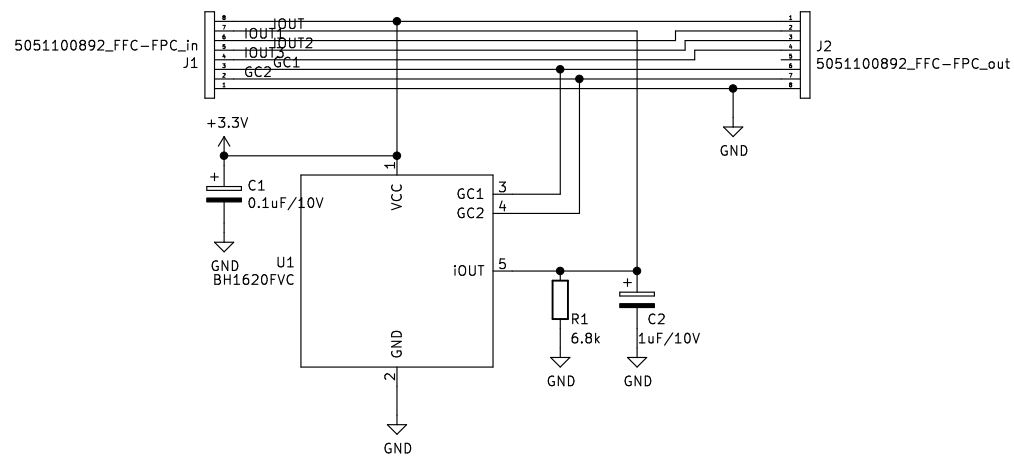 8
7
6
5
4
3
2
1
IOUT
IOUT1
IOUT2
IOUT3
GC1
GC2
5051100892_FFC-FPC_in
J1
1
2
3
4
5
6
7
8
J2
5051100892_FFC-FPC_out
GND
+3.3V
+
C1
0.1uF/10V
GND
1
VCC
GC1 3
GC2 4
iOUT 5
U1
BH1620FVC
GND
2
GND
R1
6.8k
GND
+
C2
1uF/10V
GND